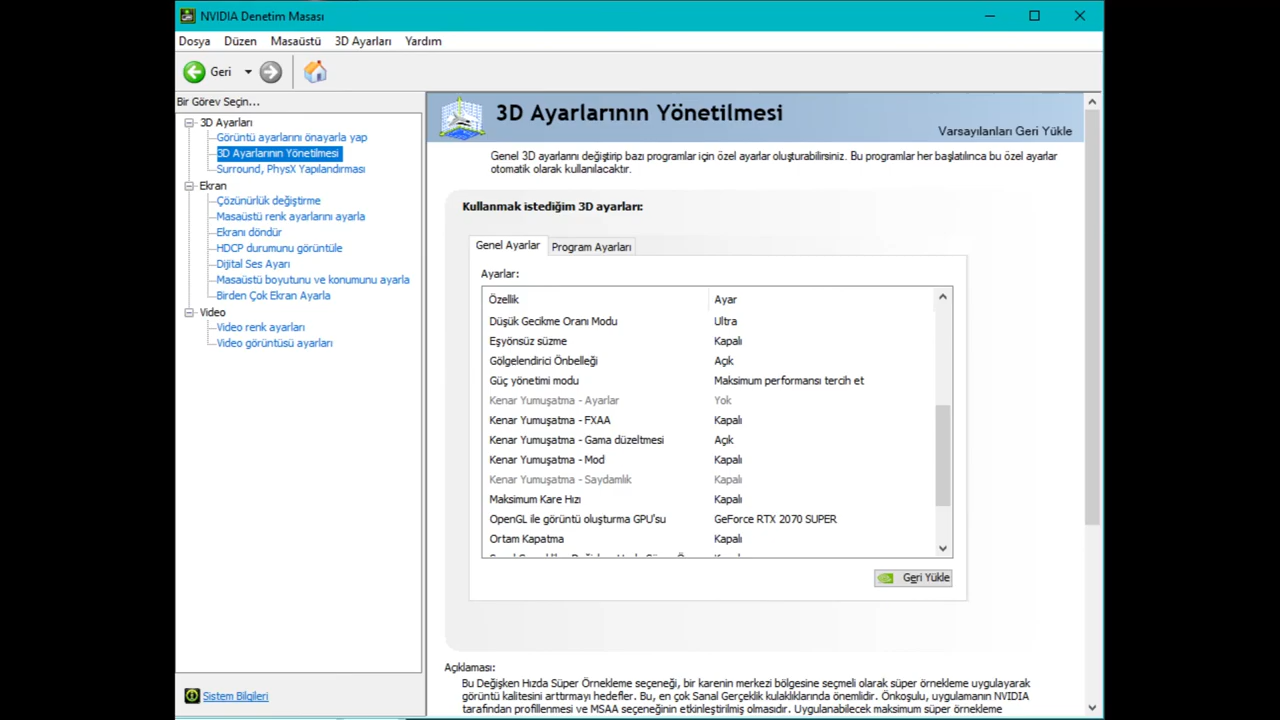 NVIDIA Denetim Masası
Dosya Düzen Masaüstü 3D Ayarları Yardım
Geri
Bir Görev Seçin...
3D Ayarları
Görüntü ayarlarını önayarla yap
3D Ayarlarının Yönetilmesi
Surround, PhysX Yapılandırması
Ekran
Çözünürlük değiştirme
Masaüstü renk ayarlarını ayarla
Ekranı döndür
HDCP durumunu görüntüle
Dijital Ses Ayarı
Masaüstü boyutunu ve konumunu ayarla
Birden Çok Ekran Ayarla
Video
Video renk ayarları
Video görüntüsü ayarları
Sistem Bilgileri
3D Ayarlarının Yönetilmesi
Varsayılanları Geri Yükle
Genel 3D ayarlarını değiştirip bazı programlar için özel ayarlar oluşturabilirsiniz. Bu programlar her başlatılınca bu özel ayarlar
otomatik olarak kullanılacaktır.
Kullanmak istediğim 3D ayarları:
Genel Ayarlar Program Ayarları
Ayarlar:
Özellik Ayar
Düşük Gecikme Oranı Modu Ultra
Eşyönsüz süzme Kapalı
Gölgelendirici Önbelleği Açık
Güç yönetimi modu Maksimum performansı tercih et
Kenar Yumuşatma - Ayarlar Yok
Kenar Yumuşatma - FXAA Kapalı
Kenar Yumuşatma - Gama düzeltmesi Açık
Kenar Yumuşatma - Mod Kapalı
Kenar Yumuşatma - Saydamlık Kapalı
Maksimum Kare Hızı Kapalı
OpenGL ile görüntü oluşturma GPU'su GeForce RTX 2070 SUPER
Ortam Kapatma Kapalı
Geri Yükle
Açıklaması:
Bu Değişken Hızda Süper Örnekleme seçeneği, bir karenin merkezi bölgesine seçmeli olarak süper örnekleme uygulayarak
görüntü kalitesini arttırmayı hedefler. Bu, en çok Sanal Gerçeklik kulaklıklarında önemlidir. Önkoşulu, uygulamanın NVIDIA
tarafından profillenmesi ve MSAA seçeneğinin etkinleştirilmiş olmasıdır. Uygulanabilecek maksimum süper örnekleme